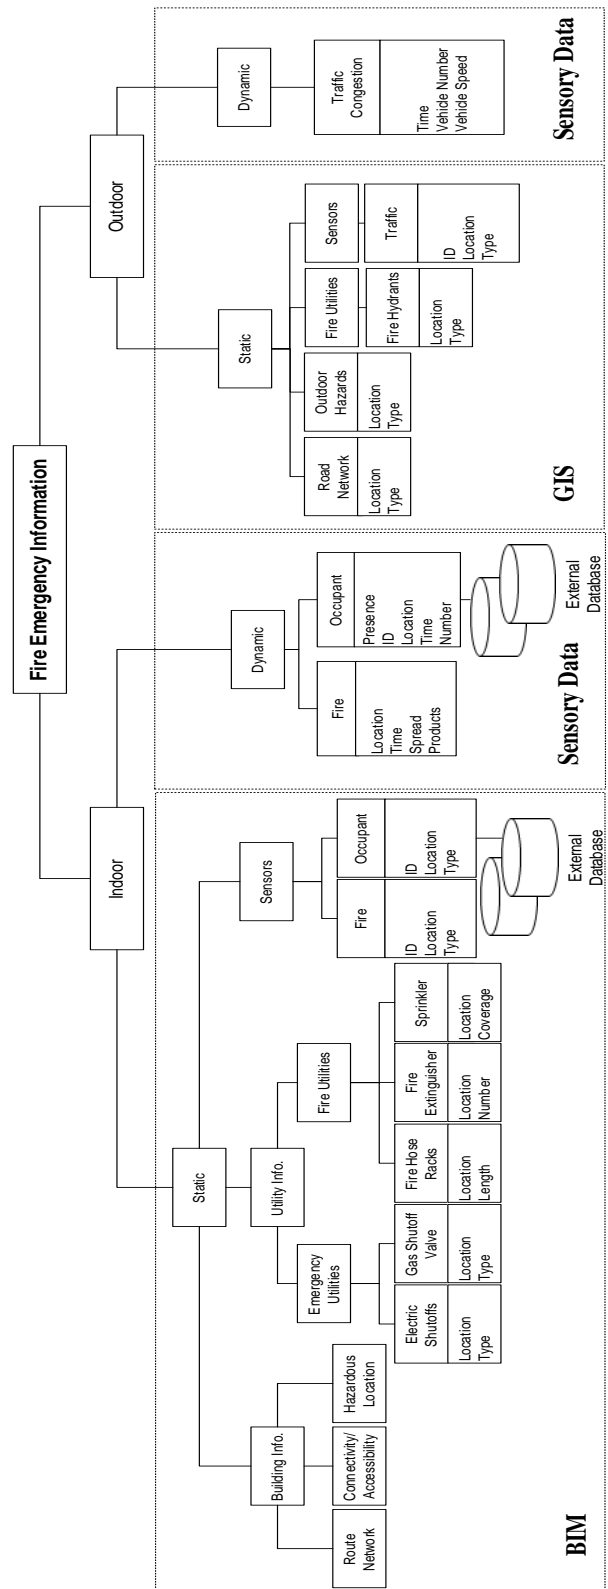 Fire Emergency Information
Indoor
Outdoor
Static
Dynamic
Static
Dynamic
Building Info.
Utility Info.
Sensors
Route
Network
Connectivity/
Accessibility
Hazardous
Location
Emergency
Utilities
Fire Utilities
Electric
Shutoffs
Location
Type
Gas Shutoff
Valve
Location
Type
Fire Hose
Racks
Location
Length
Fire
Extinguisher
Location
Number
Sprinkler
Location
Coverage
Fire
ID
Location
Type
Occupant
ID
Location
Type
External
Database
BIM
Fire
Location
Time
Spread
Products
Occupant
Presence
ID
Location
Time
Number
External
Database
Sensory Data
Road
Network
Location
Type
Outdoor
Hazards
Location
Type
Fire Utilities
Fire Hydrants
Location
Type
Sensors
Traffic
ID
Location
Type
GIS
Traffic
Congestion
Time
Vehicle Number
Vehicle Speed
Sensory Data